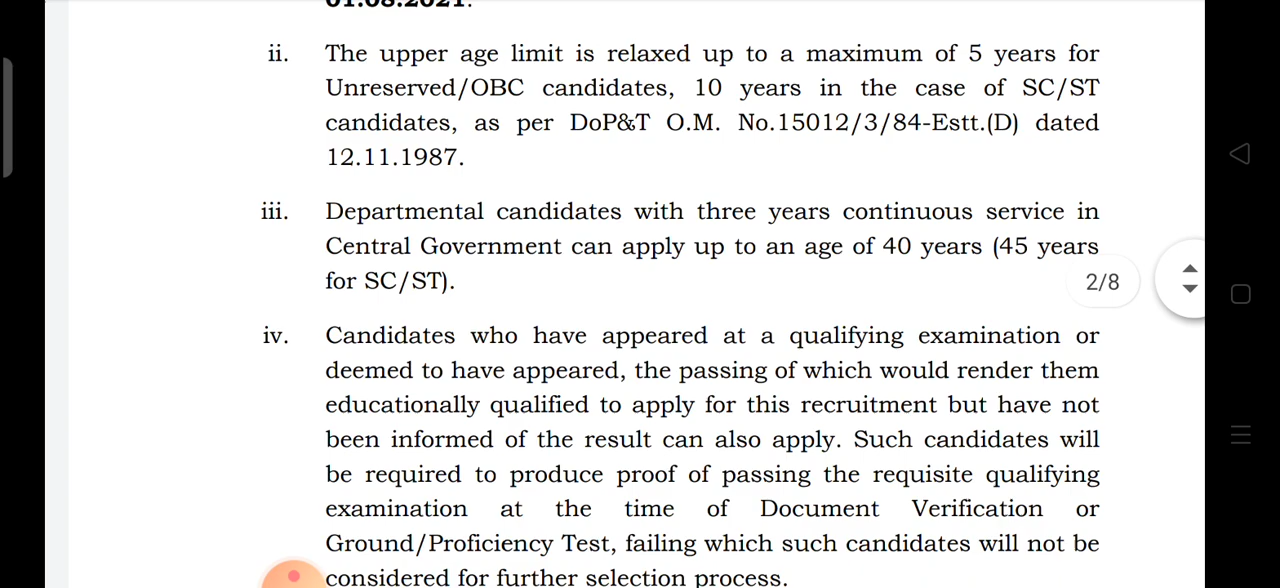 01.08.2021.
ii. The upper age limit is relaxed up to a maximum of 5 years for
Unreserved/OBC candidates, 10 years in the case of SC/ST
candidates, as per DoP&T O.M. No.15012/3/84-Estt.(D) dated
12.11.1987.
iii. Departmental candidates with three years continuous service in
Central Government can apply up to an age of 40 years (45 years
for SC/ST).
2/8
iv. Candidates who have appeared at a qualifying examination or
deemed to have appeared, the passing of which would render them
educationally qualified to apply for this recruitment but have not
been informed of the result can also apply. Such candidates will
be required to produce proof of passing the requisite qualifying
examination at the time of Document Verification or
Ground/Proficiency Test, failing which such candidates will not be
considered for further selection process.